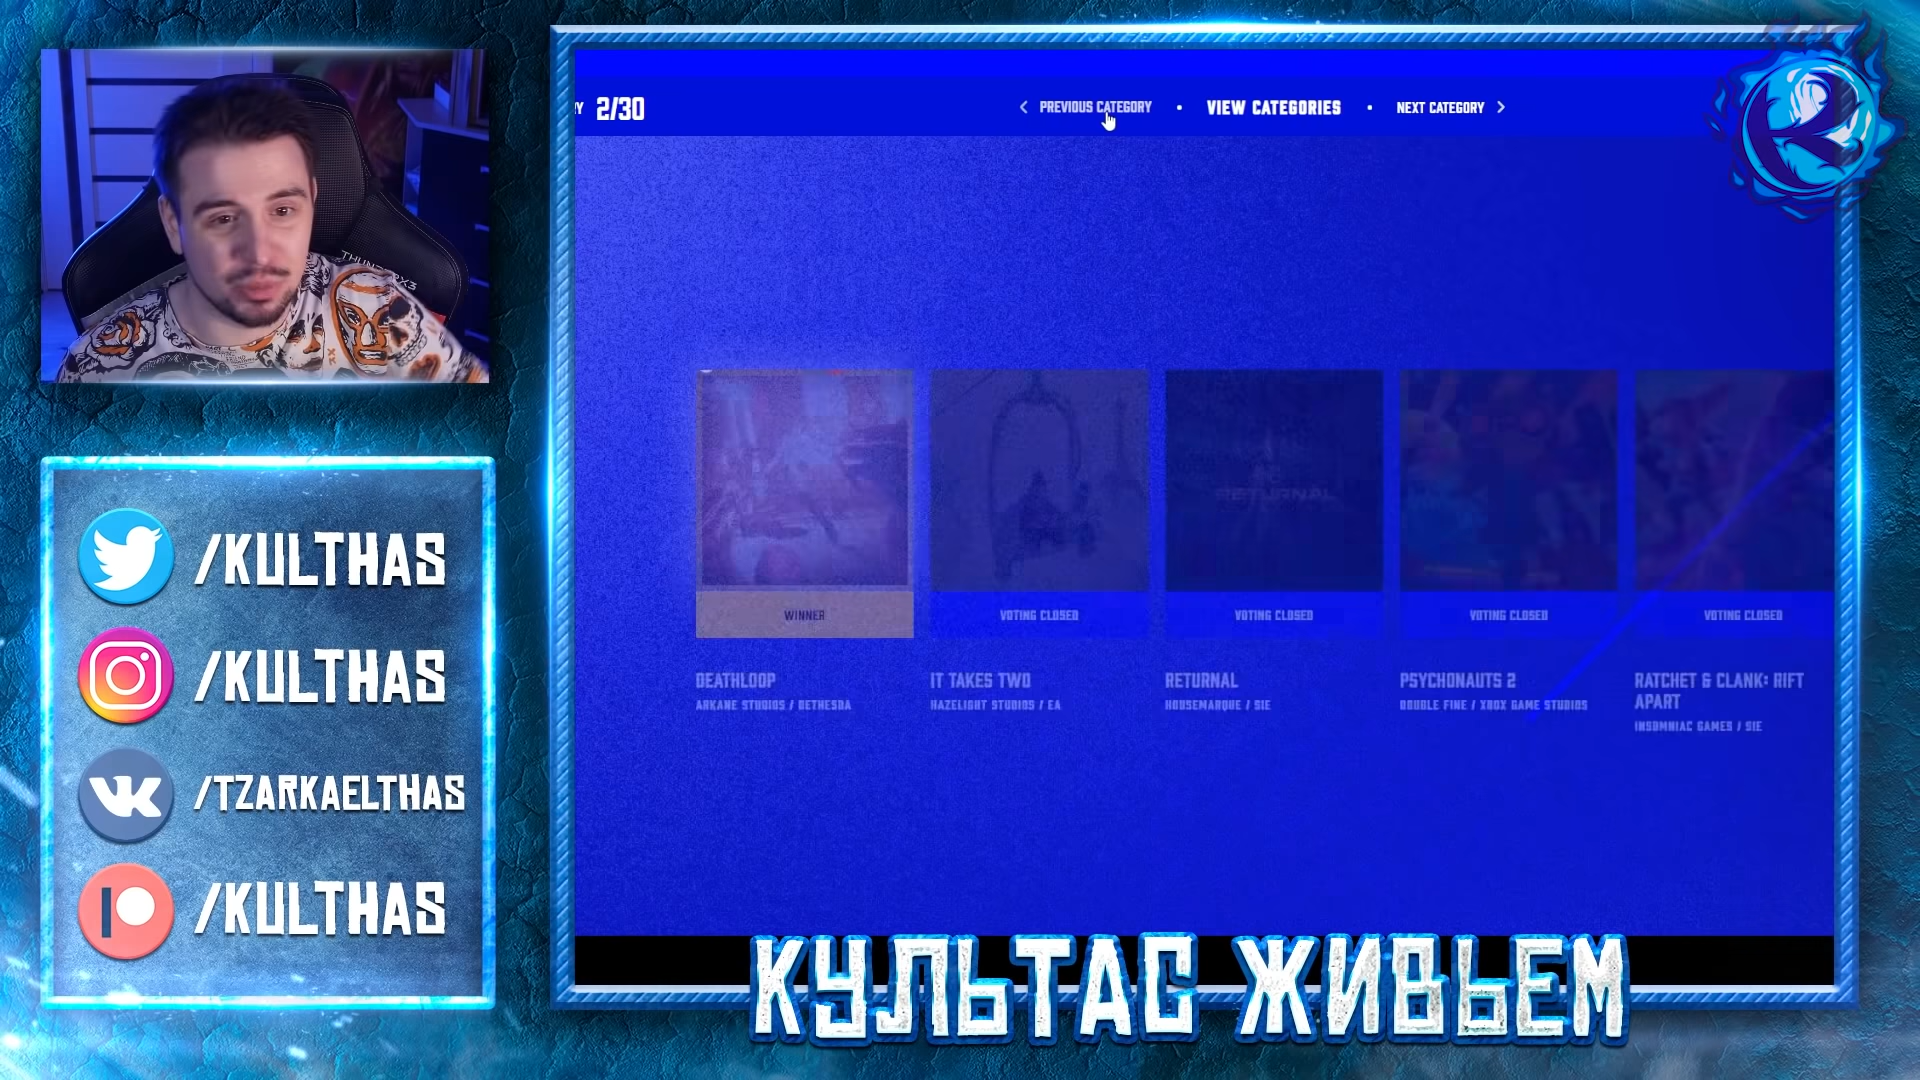 THUNDERX3
/KULTHAS
/KULTHAS
/TZARKAELTHAS
/KULTHAS
2/30
PREVIOUS CATEGORY • VIEW CATEGORIES • NEXT CATEGORY
RETURNAL
WINNER
VOTING CLOSED
VOTING CLOSED
VOTING CLOSED
VOTING CLOSED
DEATHLOOP
ARKANE STUDIOS / BETHESDA
IT TAKES TWO
HAZELIGHT STUDIOS / EA
RETURNAL
HOUSEMARQUE / SIE
PSYCHONAUTS 2
DOUBLE FINE / XBOX GAME STUDIOS
RATCHET & CLANK: RIFT
APART
INSOMNIAC GAMES / SIE
КУЛЬТАС ЖИВЬЕМ